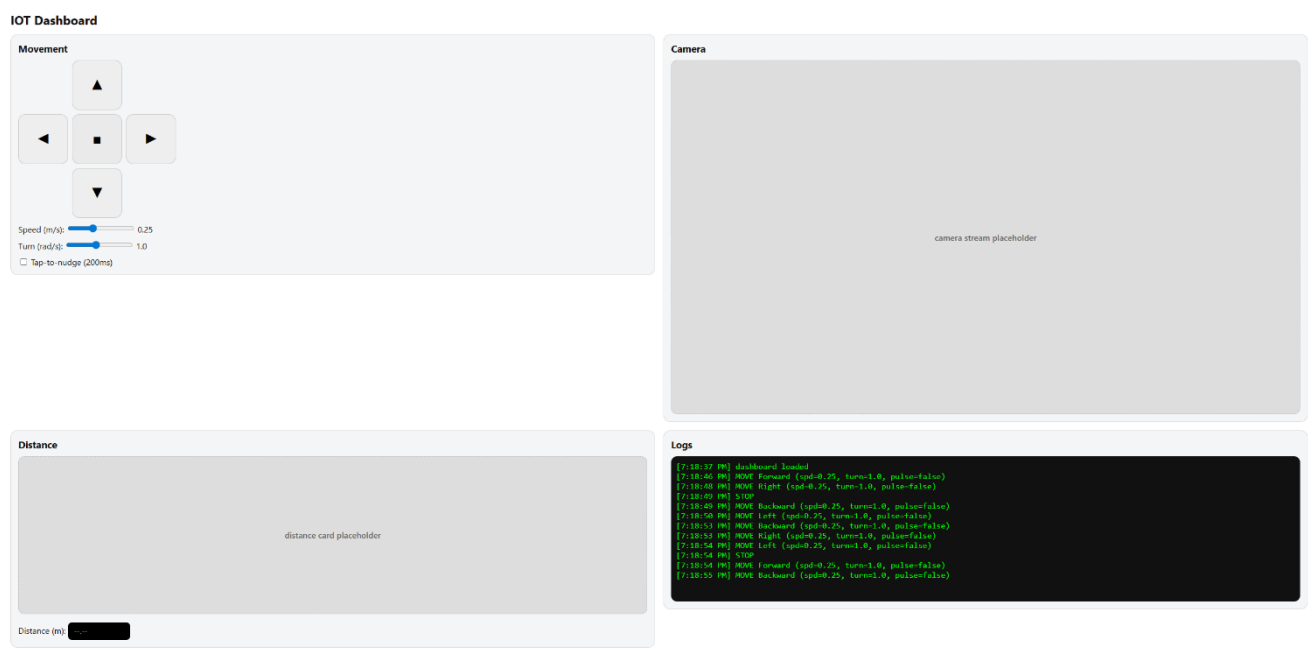 IOT Dashboard
Movement
▲
◀ ■ ▶
▼
Speed (m/s): 0.25
Turn (rad/s): 1.0
Tap-to-nudge (200ms)
Camera
camera stream placeholder
Distance
distance card placeholder
Distance (m): --.--
Logs
[7:18:37 PM] dashboard loaded
[7:18:46 PM] MOVE Forward (spd=0.25, turn=1.0, pulse=false)
[7:18:48 PM] MOVE Right (spd=0.25, turn=1.0, pulse=false)
[7:18:49 PM] STOP
[7:18:49 PM] MOVE Backward (spd=0.25, turn=1.0, pulse=false)
[7:18:50 PM] MOVE Left (spd=0.25, turn=1.0, pulse=false)
[7:18:53 PM] MOVE Backward (spd=0.25, turn=1.0, pulse=false)
[7:18:53 PM] MOVE Right (spd=0.25, turn=1.0, pulse=false)
[7:18:54 PM] MOVE Left (spd=0.25, turn=1.0, pulse=false)
[7:18:54 PM] STOP
[7:18:54 PM] MOVE Forward (spd=0.25, turn=1.0, pulse=false)
[7:18:55 PM] MOVE Backward (spd=0.25, turn=1.0, pulse=false)